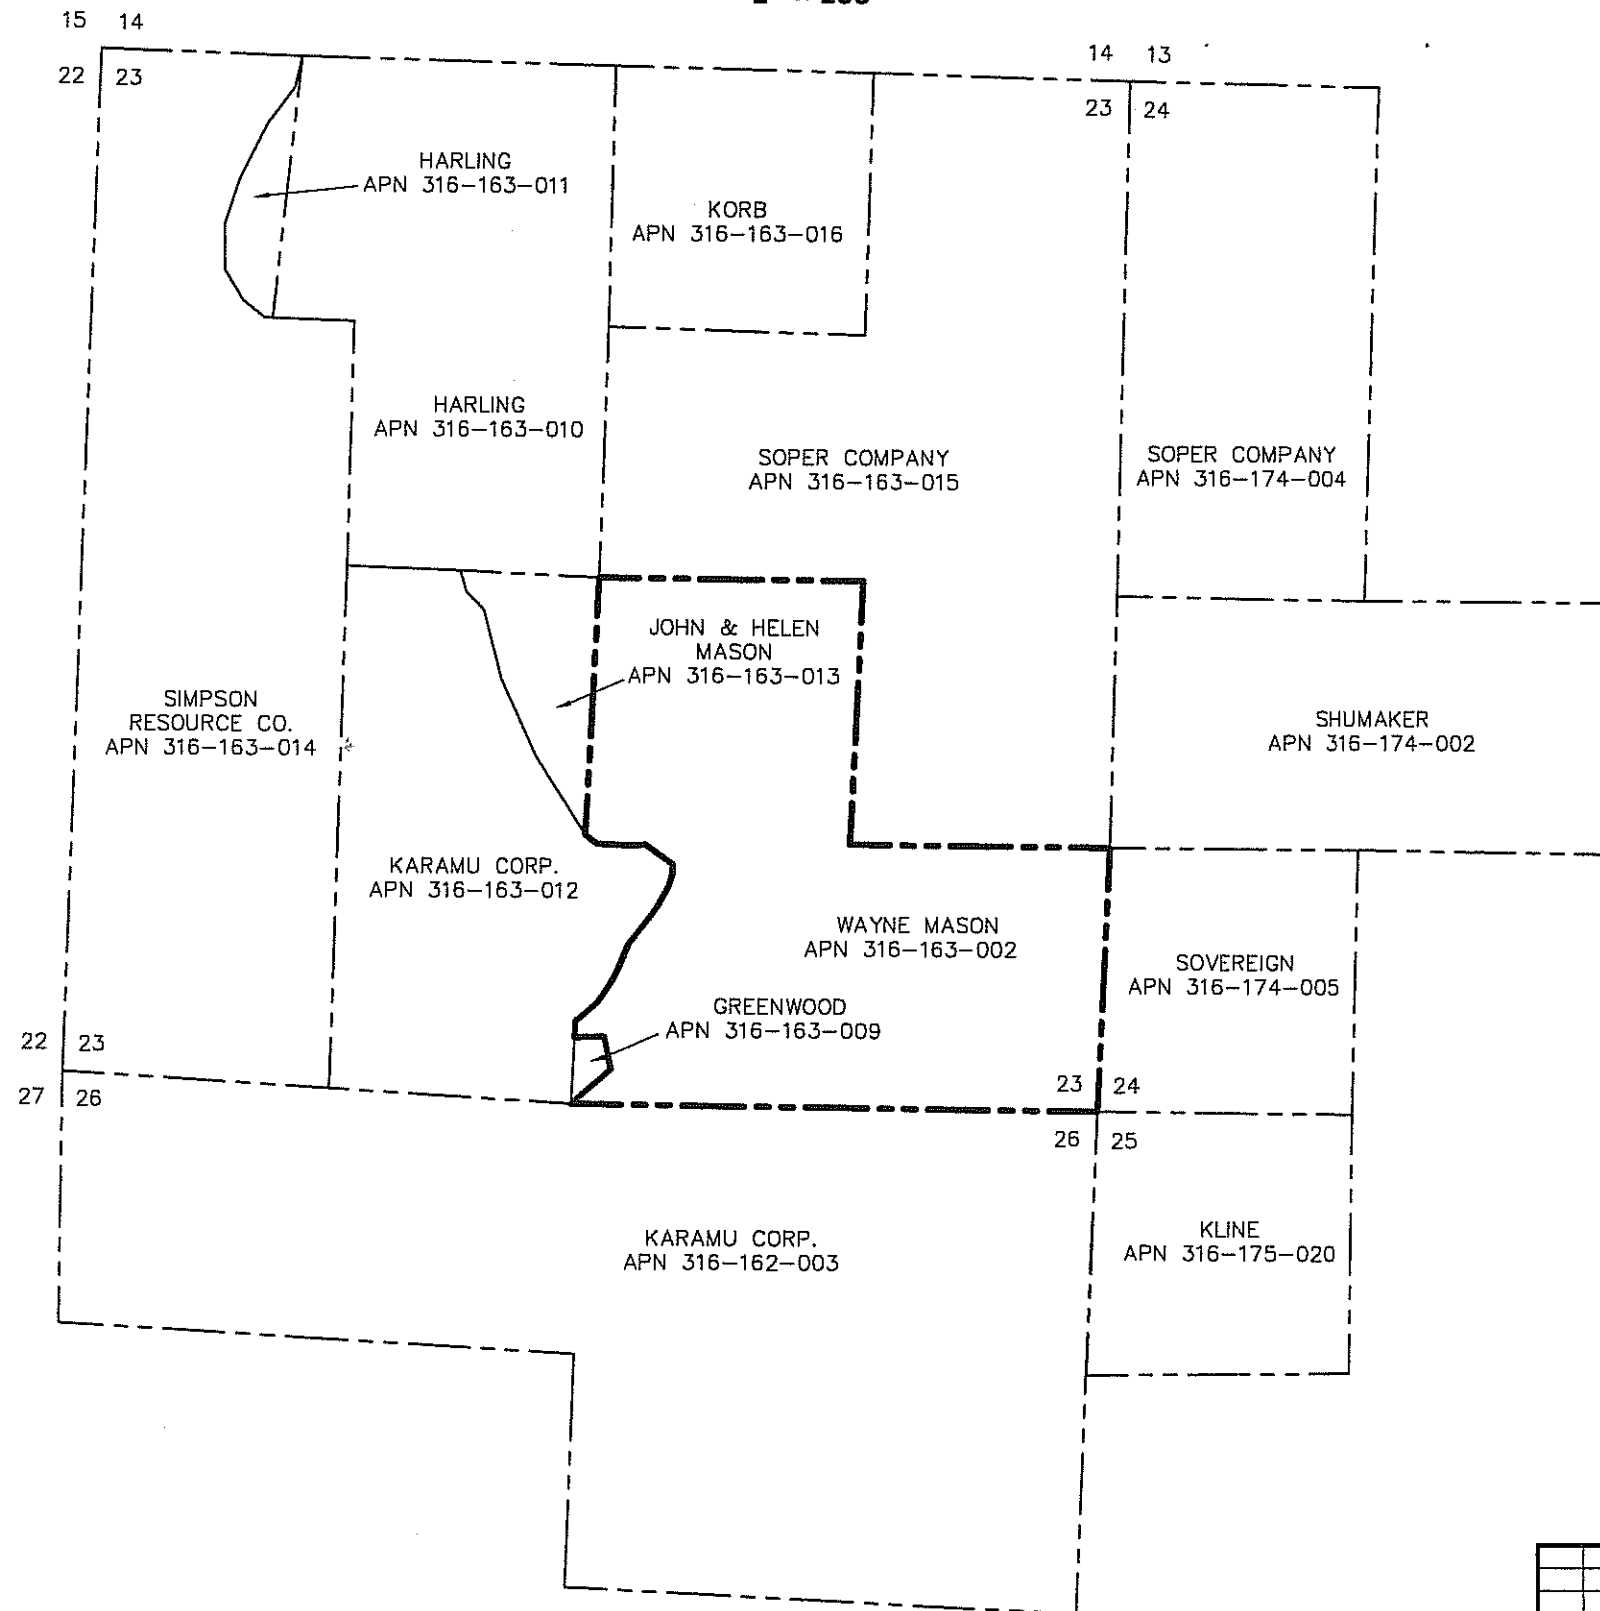 15 14
22 23
14 13
23 24
HARLING
APN 316-163-011
KORB
APN 316-163-016
HARLING
APN 316-163-010
SOPER COMPANY
APN 316-163-015
SOPER COMPANY
APN 316-174-004
JOHN & HELEN
MASON
APN 316-163-013
SIMPSON
RESOURCE CO.
APN 316-163-014
SHUMAKER
APN 316-174-002
KARAMU CORP.
APN 316-163-012
WAYNE MASON
APN 316-163-002
SOVEREIGN
APN 316-174-005
GREENWOOD
APN 316-163-009
22 23
27 26
23 24
26 25
KARAMU CORP.
APN 316-162-003
KLINE
APN 316-175-020